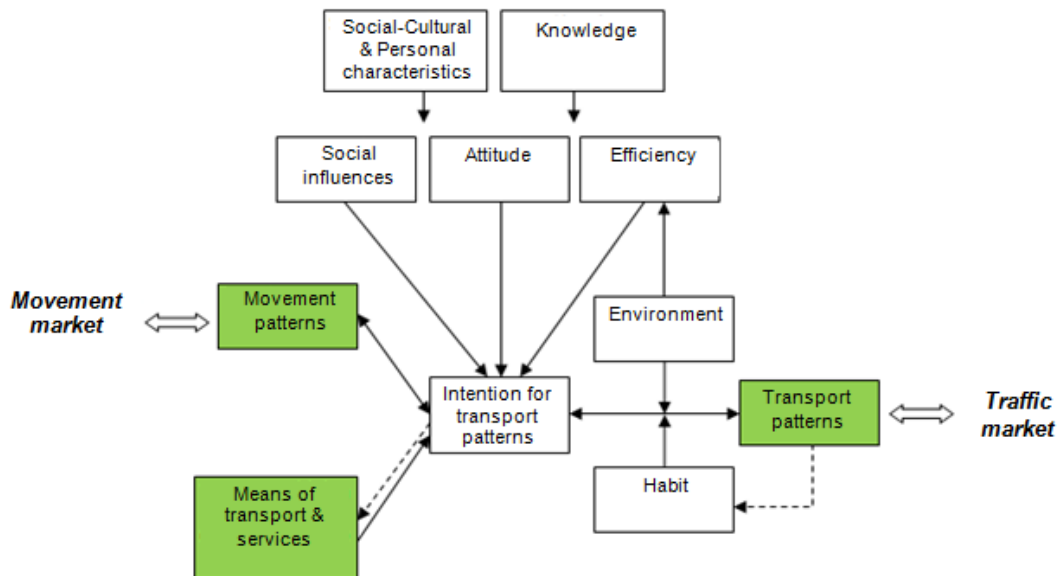 Social-Cultural
& Personal
characteristics
Knowledge
Social
influences
Attitude
Efficiency
Movement
market
Movement
patterns
Environment
Intention for
transport
patterns
Transport
patterns
Traffic
market
Means of
transport &
services
Habit